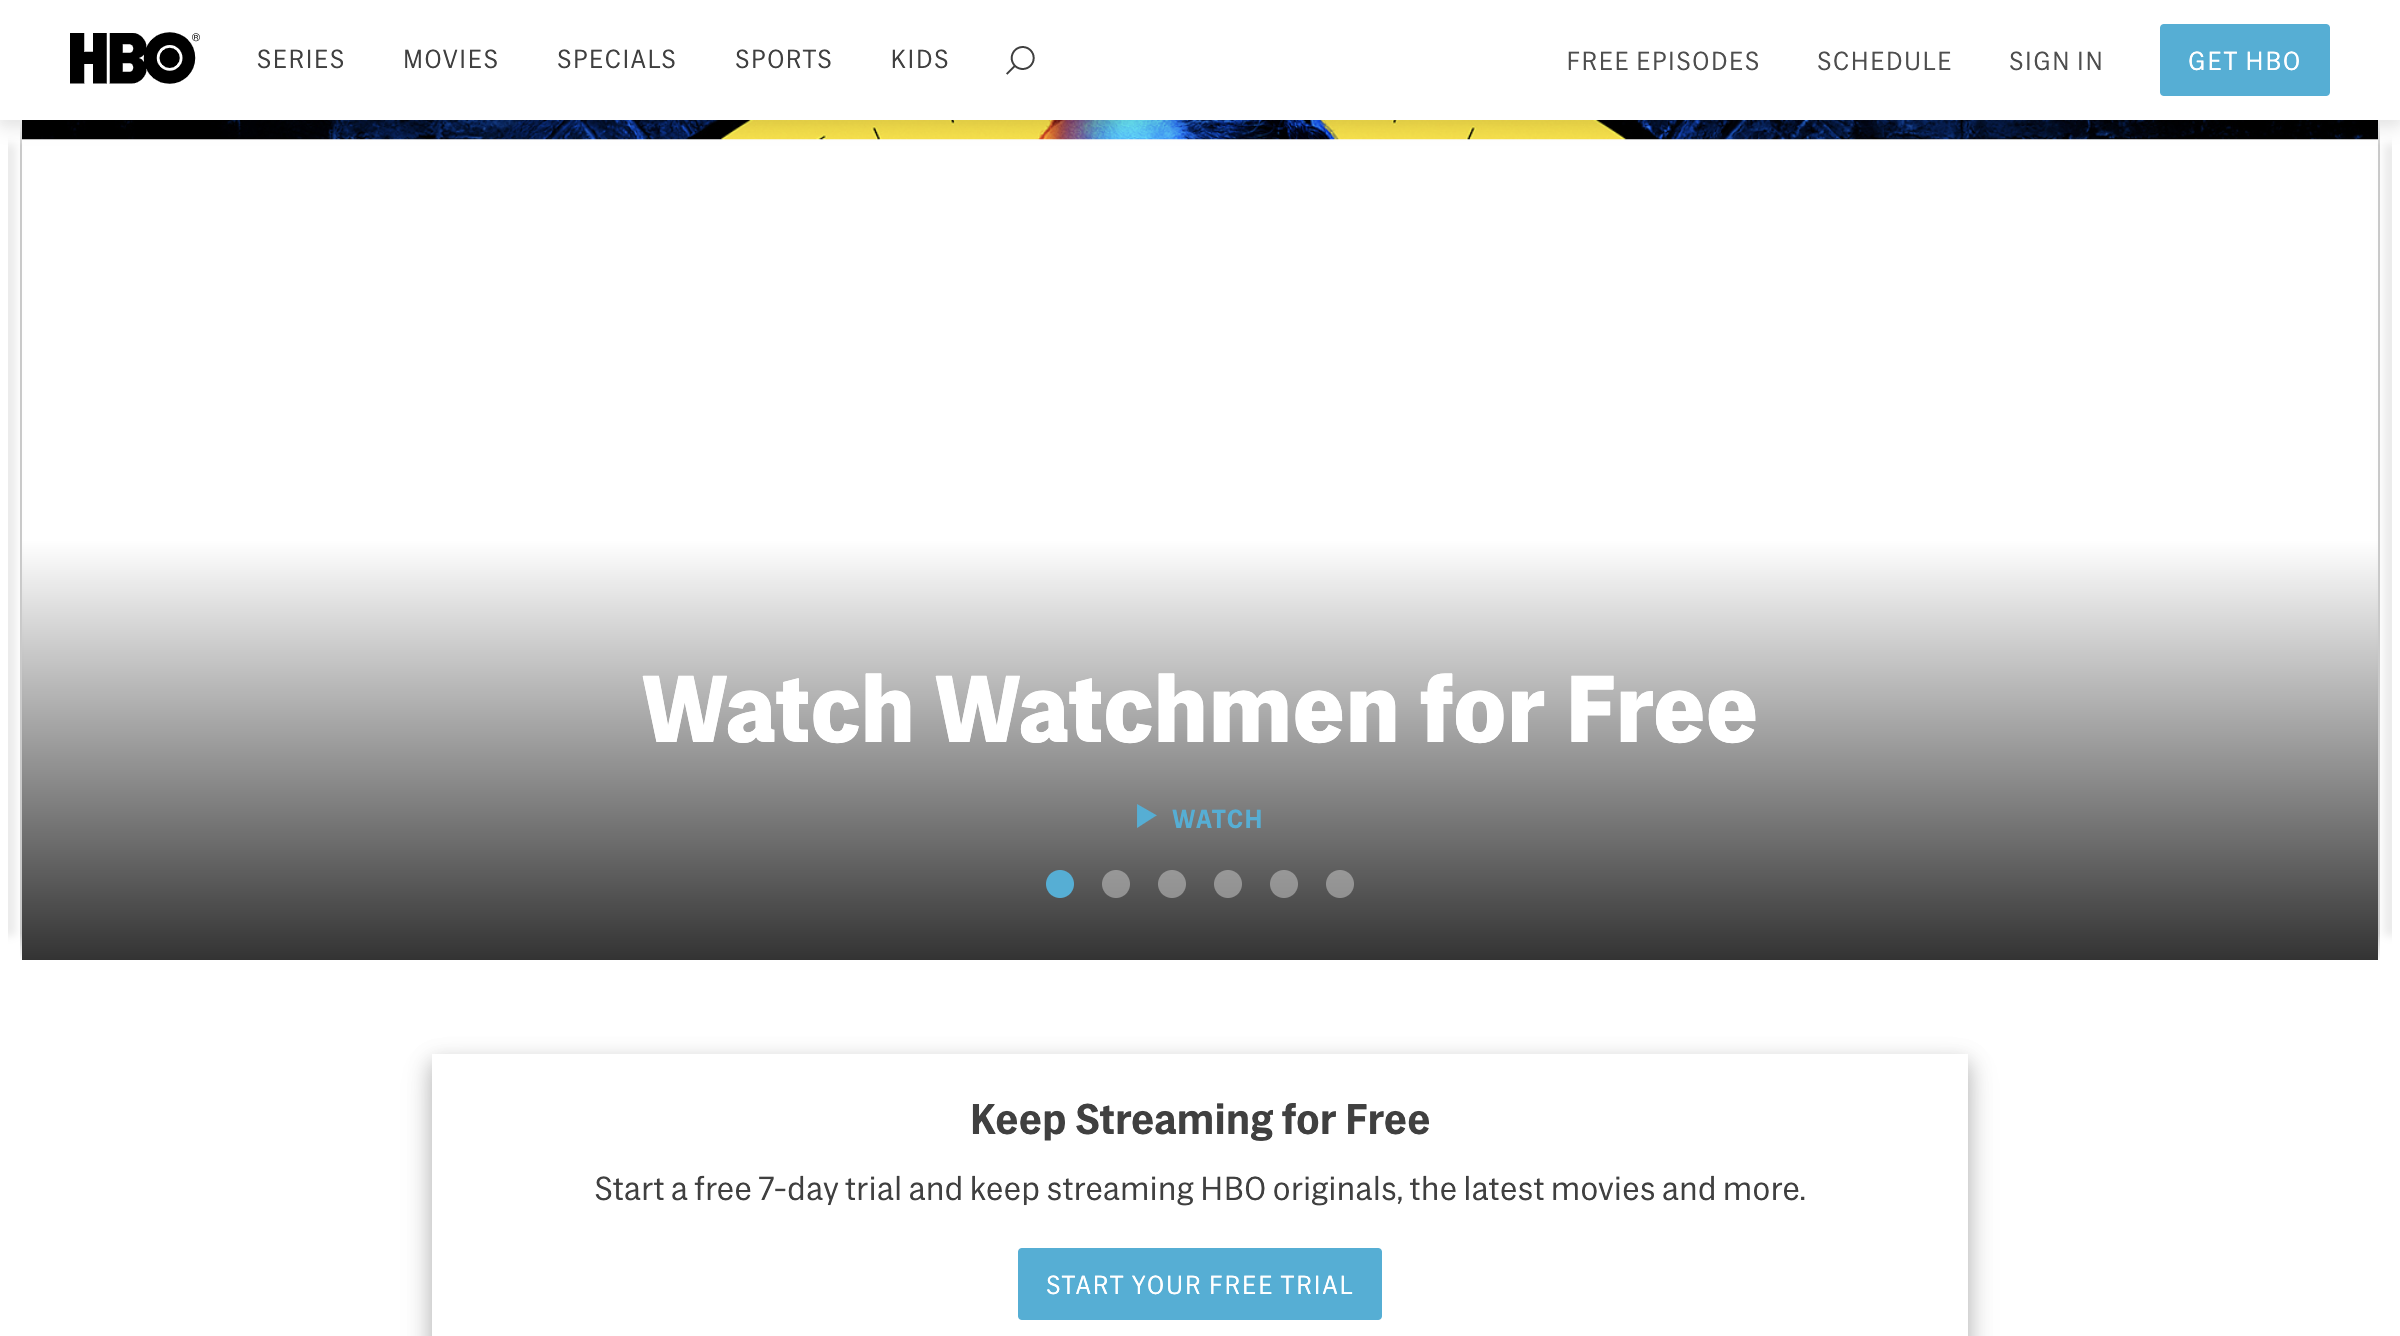 HBO®
SERIES
MOVIES
SPECIALS
SPORTS
KIDS
FREE EPISODES
SCHEDULE
SIGN IN
GET HBO
Watch Watchmen for Free
WATCH
Keep Streaming for Free
Start a free 7-day trial and keep streaming HBO originals, the latest movies and more.
START YOUR FREE TRIAL